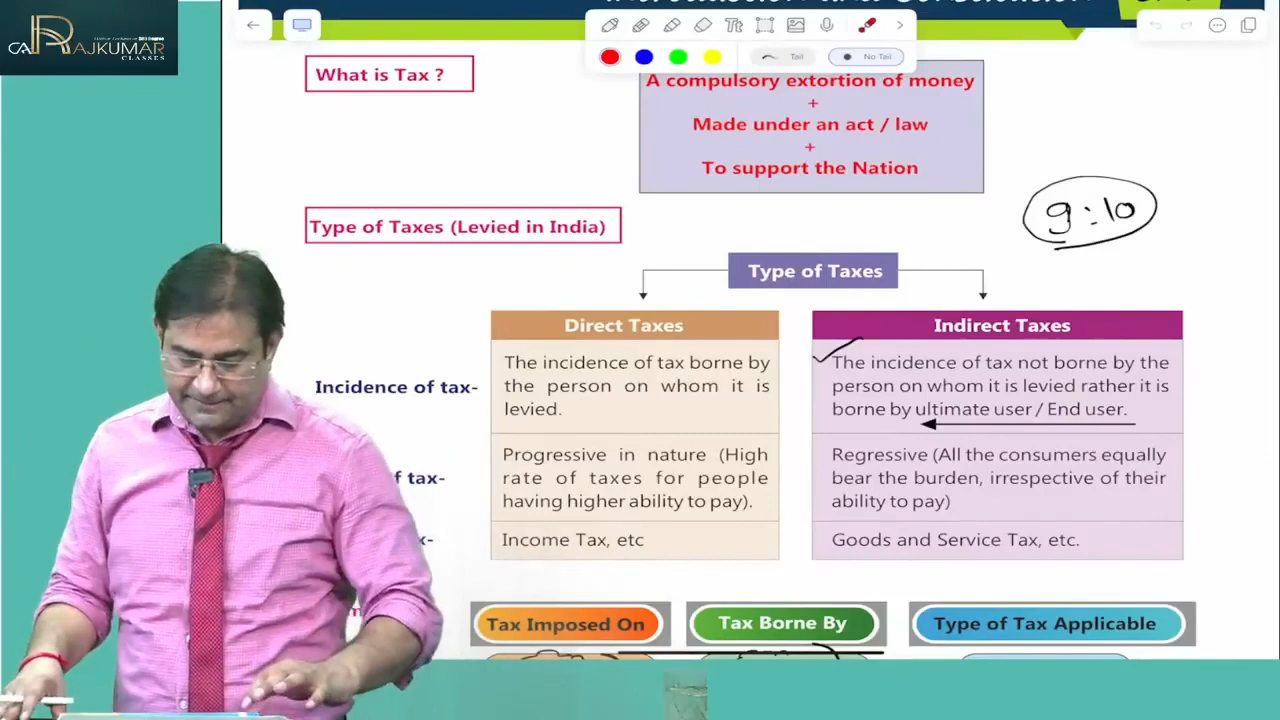 CA RAJKUMAR
CLASSES
What is Tax ?
A compulsory extortion of money
+
Made under an act / law
+
To support the Nation
Tt
Tail
No Tail
9:10
Type of Taxes (Levied in India)
Type of Taxes
Direct Taxes
Indirect Taxes
Incidence of tax-
The incidence of tax borne by
the person on whom it is
levied.
The incidence of tax not borne by the
person on whom it is levied rather it is
borne by ultimate user / End user.
f tax-
Progressive in nature (High
rate of taxes for people
having higher ability to pay).
Regressive (All the consumers equally
bear the burden, irrespective of their
ability to pay)
Income Tax, etc
Goods and Service Tax, etc.
Tax Imposed On
Tax Borne By
Type of Tax Applicable